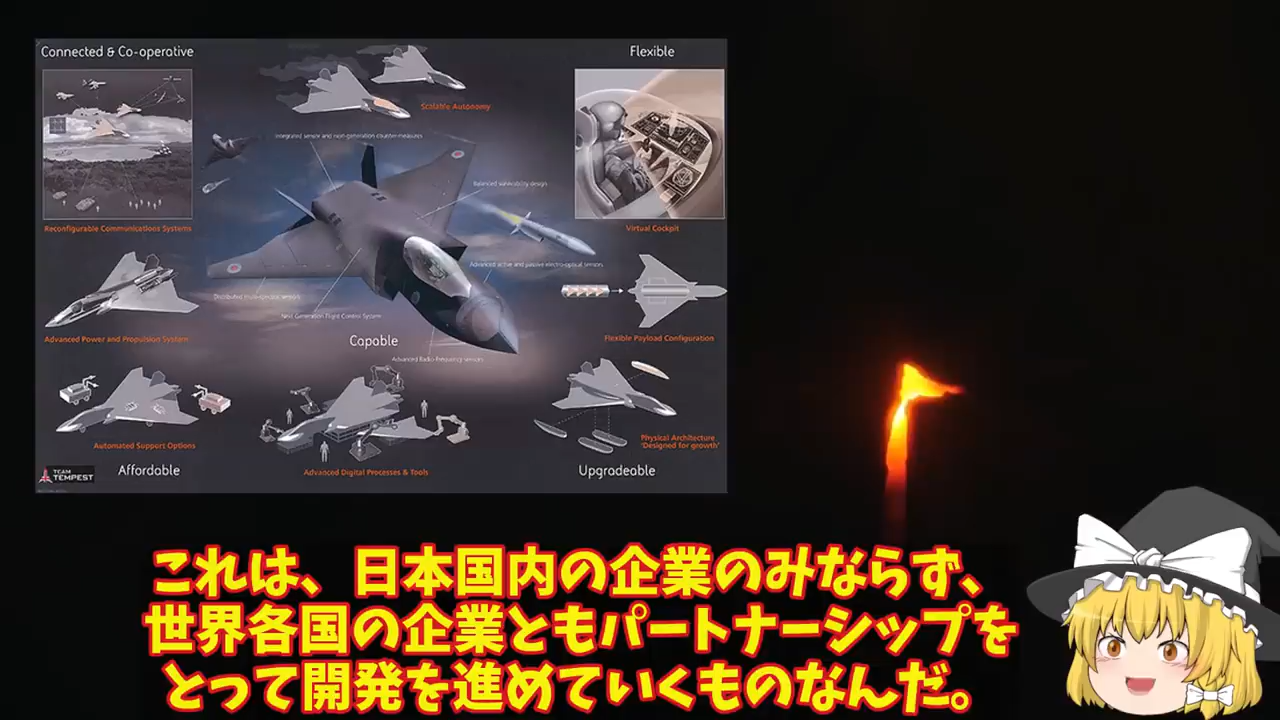 Connected & Co-operative
Flexible
Scalable Autonomy
Integrated sensor and non-generation counter-measures
Balanced survivability design
Reconfigurable Communications Systems
Virtual Cockpit
Advanced active and passive electro-optical sensors
Distributed multi-spectral sensors
Next Generation Flight Control System
Advanced Power and Propulsion System
Capable
Flexible Payload Configuration
Advanced Radio-Frequency sensors
Automated Support Options
Physical Architecture
'Designed for growth'
TEAM
TEMPEST
Affordable
Advanced Digital Processes & Tools
Upgradeable
これは、日本国内の企業のみならず、
世界各国の企業ともパートナーシップを
とって開発を進めていくものなんだ。